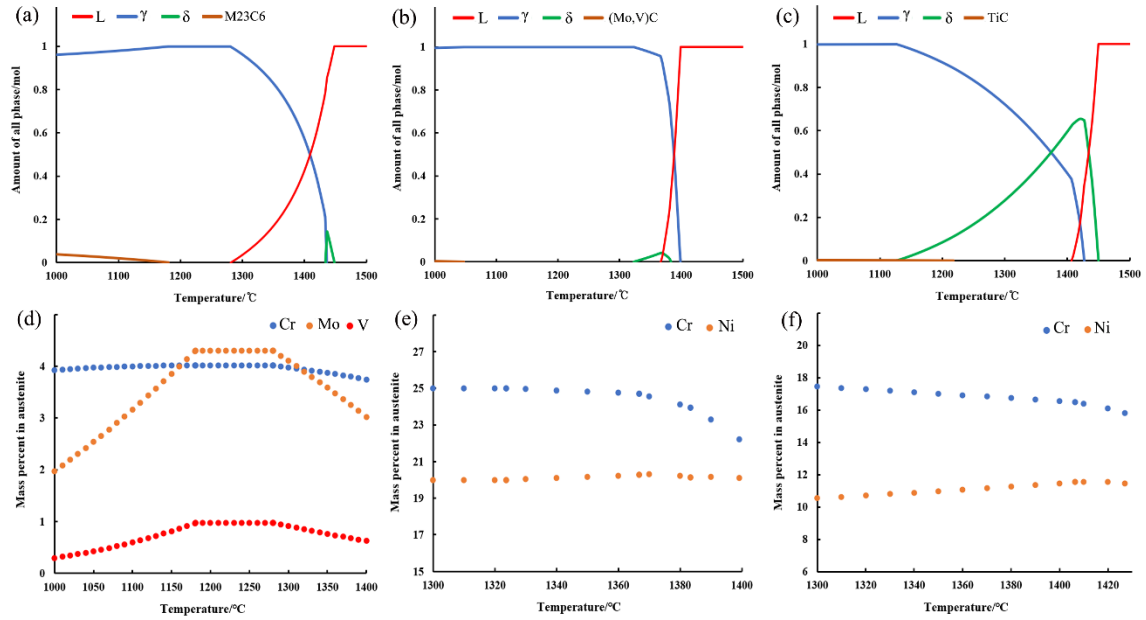 (a) L γ δ M23C6
Amount of all phase/mol
1
0.8
0.6
0.4
0.2
0
1000 1100 1200 1300 1400 1500
Temperature/℃
(b) L γ δ (Mo,V)C
Amount of all phase/mol
1
0.8
0.6
0.4
0.2
0
1000 1100 1200 1300 1400 1500
Temperature/℃
(c) L γ δ TiC
Amount of all phase/mol
1
0.8
0.6
0.4
0.2
0
1000 1100 1200 1300 1400 1500
Temperature/℃
(d) Cr Mo V
Mass percent in austenite
5
4
3
2
1
0
1000 1050 1100 1150 1200 1250 1300 1350 1400
Temperature/℃
(e) Cr Ni
Mass percent in austenite
27
25
23
21
19
17
15
1300 1320 1340 1360 1380 1400
Temperature/℃
(f) Cr Ni
Mass percent in austenite
20
18
16
14
12
10
8
6
1300 1320 1340 1360 1380 1400 1420
Temperature/℃